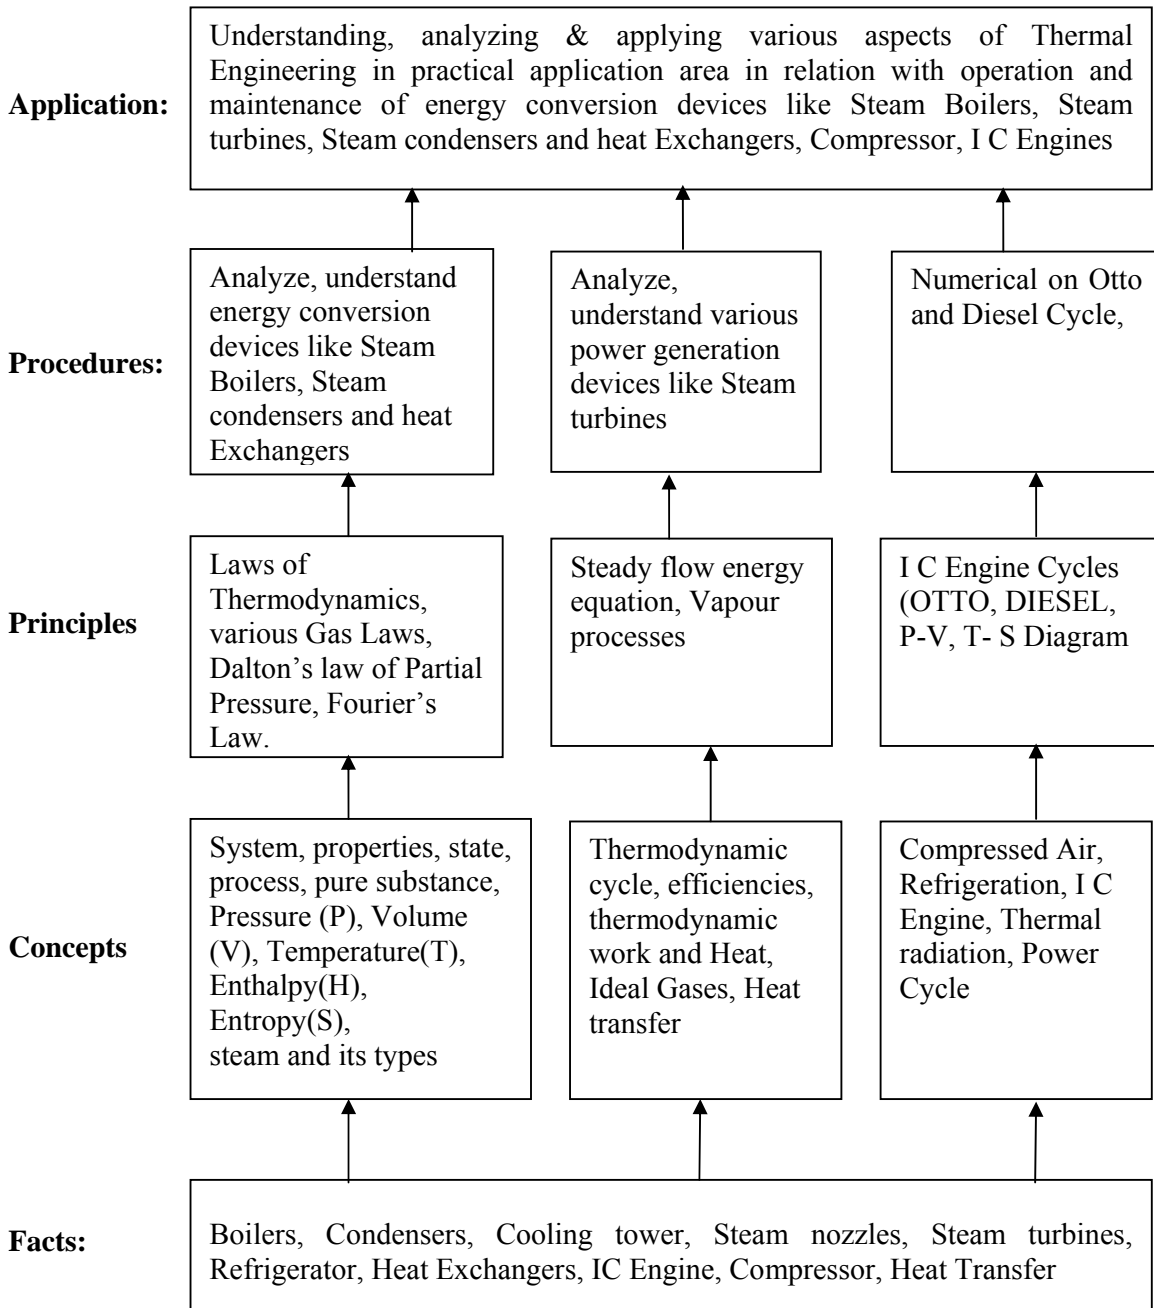 Application:
Understanding, analyzing & applying various aspects of Thermal
Engineering in practical application area in relation with operation and
maintenance of energy conversion devices like Steam Boilers, Steam
turbines, Steam condensers and heat Exchangers, Compressor, I C Engines
Procedures:
Analyze, understand
energy conversion
devices like Steam
Boilers, Steam
condensers and heat
Exchangers
Analyze,
understand various
power generation
devices like Steam
turbines
Numerical on Otto
and Diesel Cycle,
Principles
Laws of
Thermodynamics,
various Gas Laws,
Dalton’s law of Partial
Pressure, Fourier’s
Law.
Steady flow energy
equation, Vapour
processes
I C Engine Cycles
(OTTO, DIESEL,
P-V, T- S Diagram
Concepts
System, properties, state,
process, pure substance,
Pressure (P), Volume
(V), Temperature(T),
Enthalpy(H),
Entropy(S),
steam and its types
Thermodynamic
cycle, efficiencies,
thermodynamic
work and Heat,
Ideal Gases, Heat
transfer
Compressed Air,
Refrigeration, I C
Engine, Thermal
radiation, Power
Cycle
Facts:
Boilers, Condensers, Cooling tower, Steam nozzles, Steam turbines,
Refrigerator, Heat Exchangers, IC Engine, Compressor, Heat Transfer